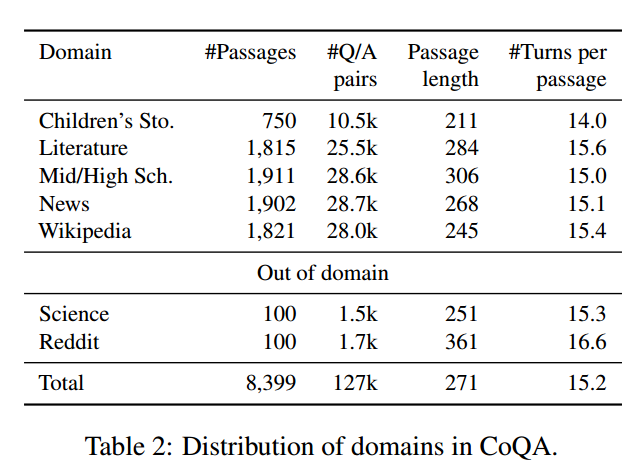 Domain #Passages #Q/A Passage #Turns per
pairs length passage
Children's Sto. 750 10.5k 211 14.0
Literature 1,815 25.5k 284 15.6
Mid/High Sch. 1,911 28.6k 306 15.0
News 1,902 28.7k 268 15.1
Wikipedia 1,821 28.0k 245 15.4
Out of domain
Science 100 1.5k 251 15.3
Reddit 100 1.7k 361 16.6
Total 8,399 127k 271 15.2
Table 2: Distribution of domains in CoQA.